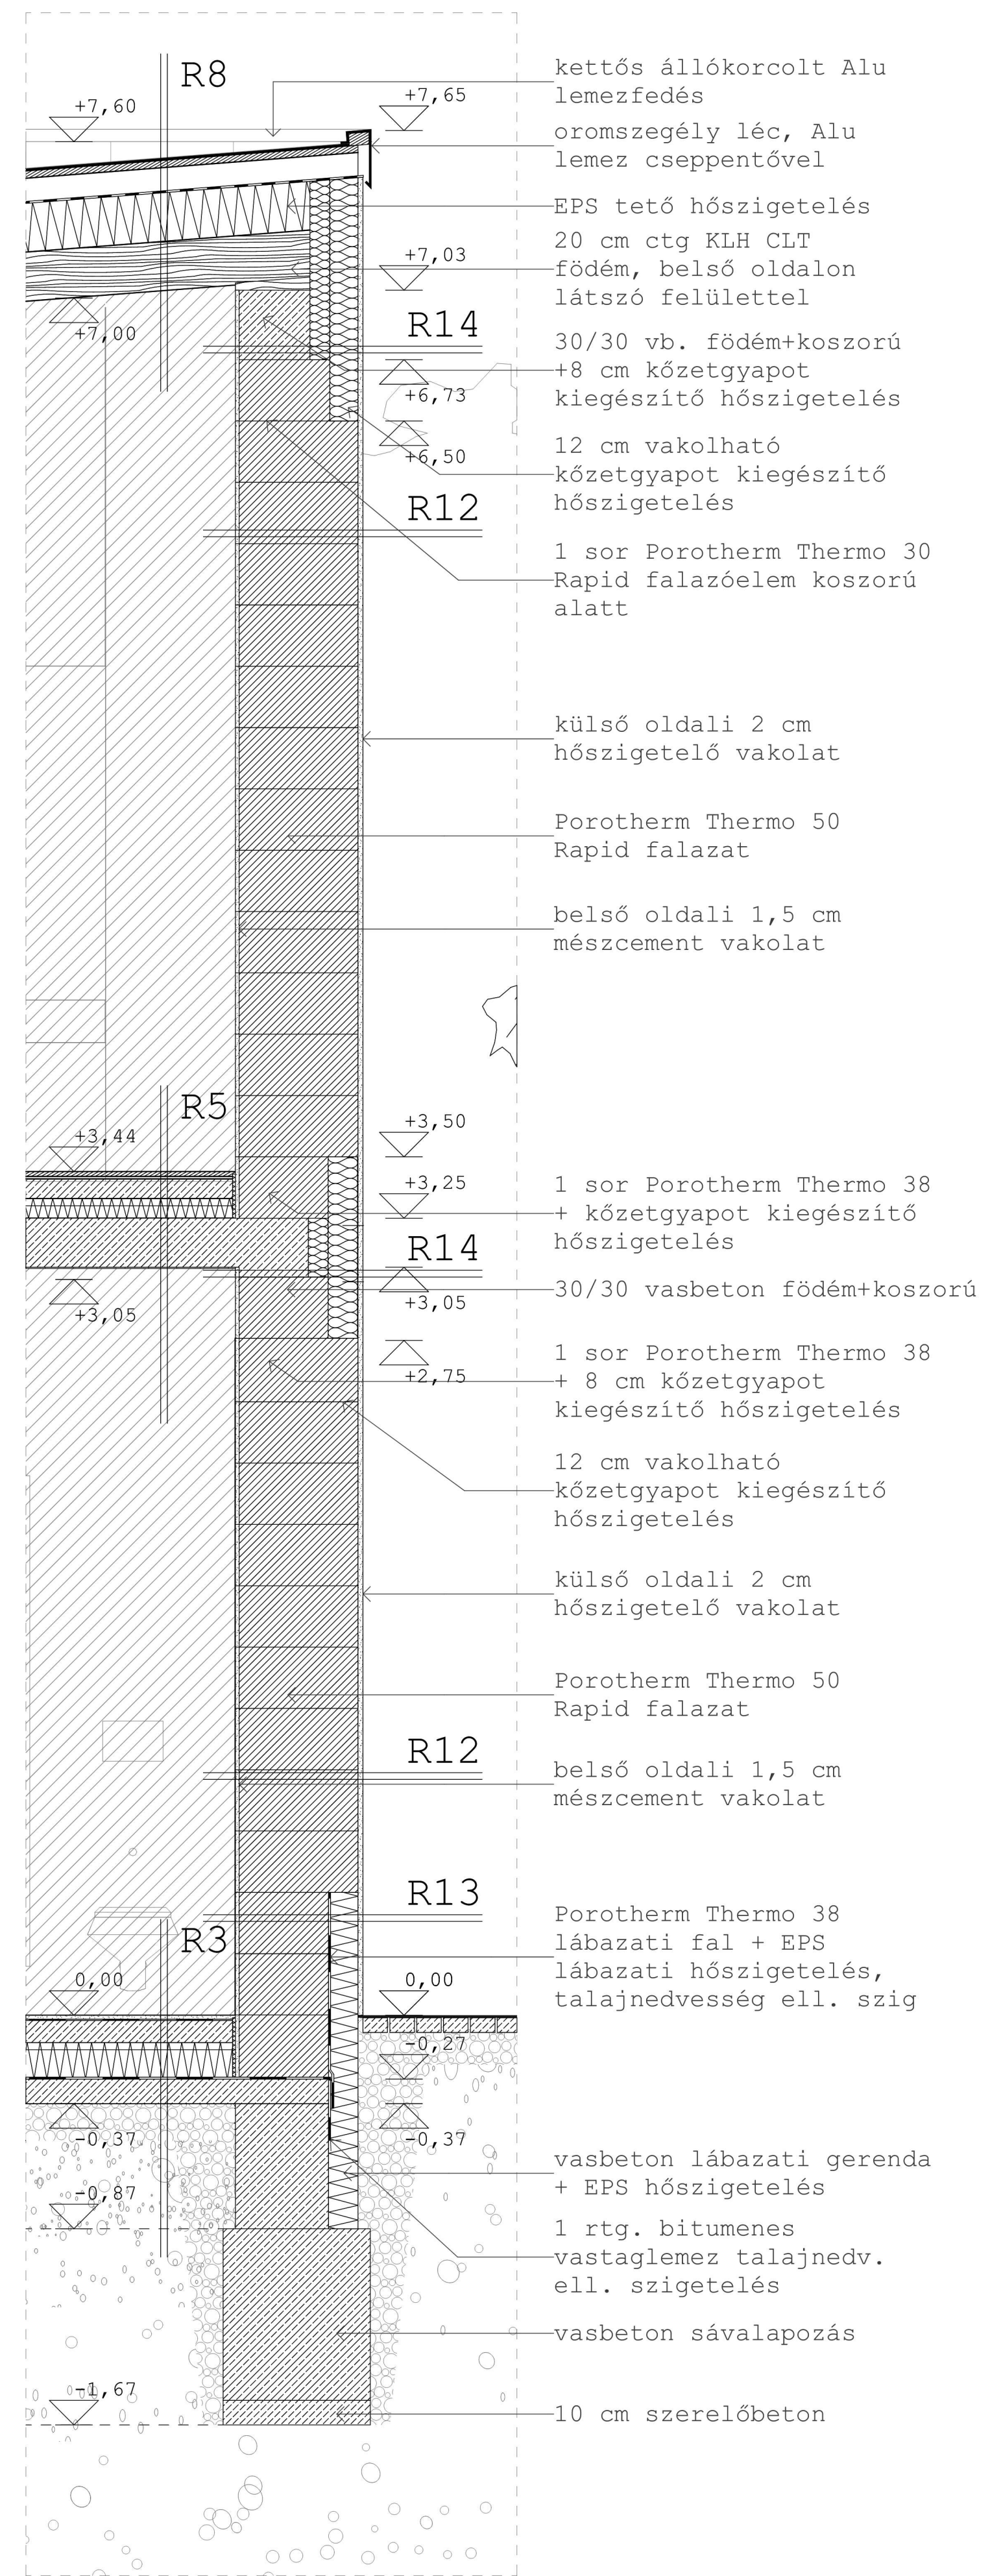 R8
kettős állókorcolt Alu
lemezfedés
+7,60
+7,65
oromszegély léc, Alu
lemez cseppentővel
EPS tető hőszigetelés
20 cm ctg KLH CLT
födém, belső oldalon
látszó felülettel
+7,03
+7,00
R14
30/30 vb. födém+koszorú
+8 cm kőzetgyapot
kiegészítő hőszigetelés
+6,73
+6,50
12 cm vakolható
kőzetgyapot kiegészítő
hőszigetelés
R12
1 sor Porotherm Thermo 30
Rapid falazóelem koszorú
alatt
külső oldali 2 cm
hőszigetelő vakolat
Porotherm Thermo 50
Rapid falazat
belső oldali 1,5 cm
mészcement vakolat
R5
+3,44
+3,50
+3,25
1 sor Porotherm Thermo 38
+ kőzetgyapot kiegészítő
hőszigetelés
R14
30/30 vasbeton födém+koszorú
+3,05
+3,05
1 sor Porotherm Thermo 38
+ 8 cm kőzetgyapot
kiegészítő hőszigetelés
+2,75
12 cm vakolható
kőzetgyapot kiegészítő
hőszigetelés
külső oldali 2 cm
hőszigetelő vakolat
Porotherm Thermo 50
Rapid falazat
R12
belső oldali 1,5 cm
mészcement vakolat
R13
Porotherm Thermo 38
lábazati fal + EPS
lábazati hőszigetelés,
talajnedvesség ell. szig
R3
0,00
0,00
-0,27
-0,37
-0,37
vasbeton lábazati gerenda
+ EPS hőszigetelés
-0,87
1 rtg. bitumenes
vastaglemez talajnedv.
ell. szigetelés
vasbeton sávalapozás
-1,67
10 cm szerelőbeton